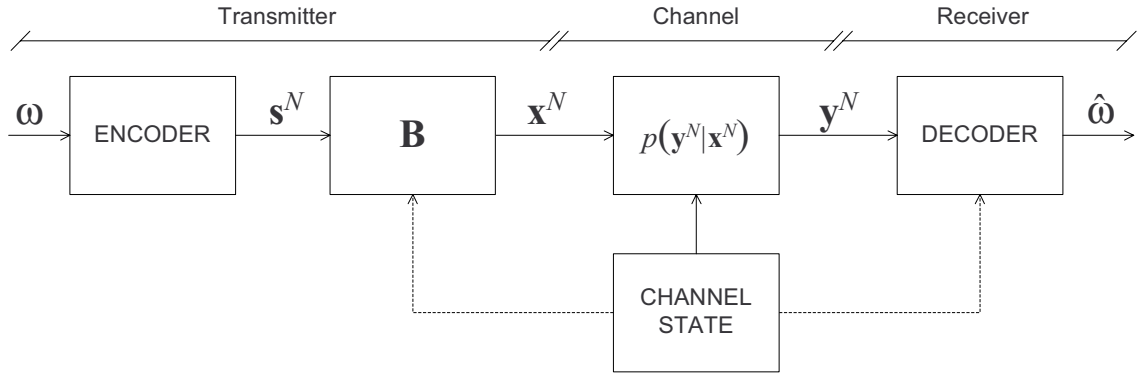 Transmitter Channel Receiver
ω ENCODER s^N B x^N p(y^N|x^N) y^N DECODER ω̂
CHANNEL
STATE